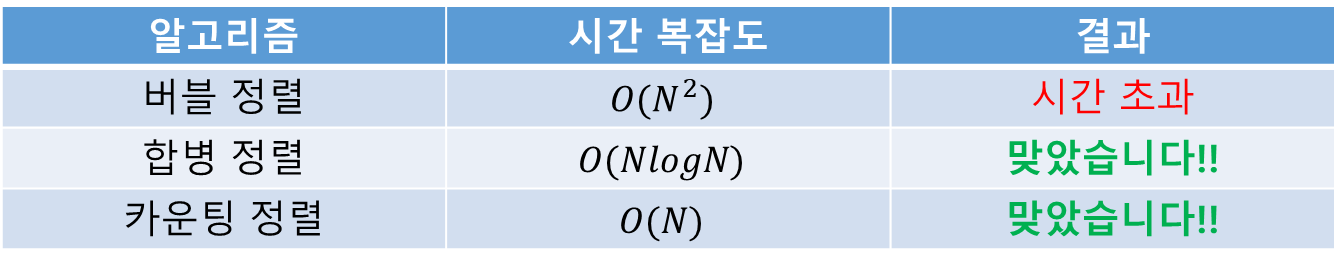 알고리즘 시간 복잡도 결과
버블 정렬 O(N²) 시간 초과
합병 정렬 O(NlogN) 맞았습니다!!
카운팅 정렬 O(N) 맞았습니다!!